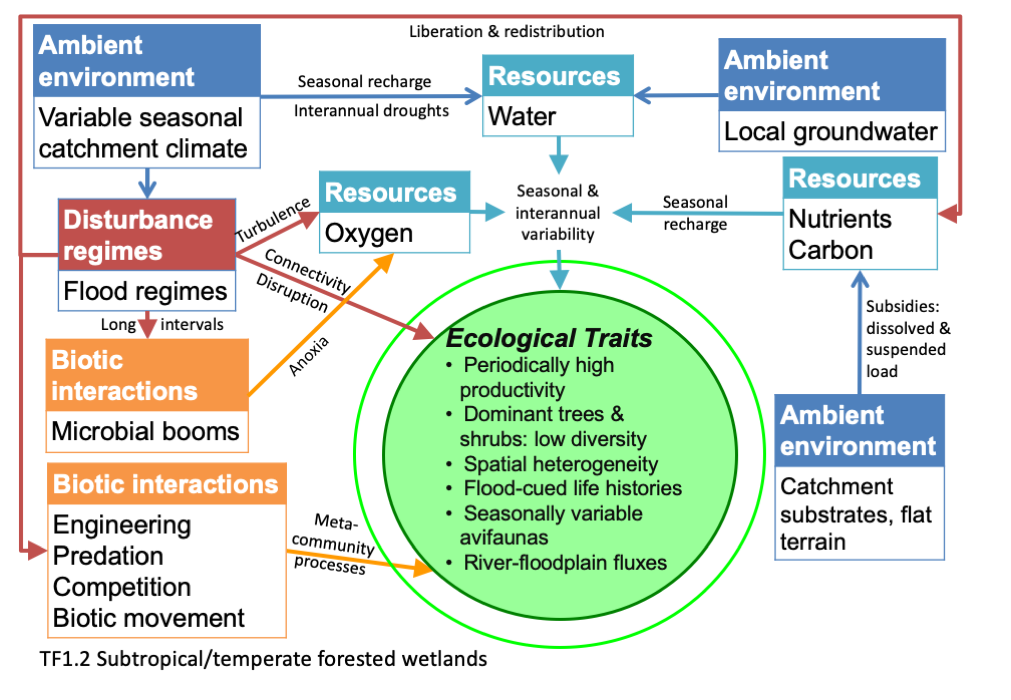 Liberation & redistribution
Ambient
environment
Variable seasonal
catchment climate
Seasonal recharge
Interannual droughts
Resources
Water
Ambient
environment
Local groundwater
Disturbance
regimes
Flood regimes
Turbulence
Resources
Oxygen
Seasonal &
interannual
variability
Seasonal
recharge
Resources
Nutrients
Carbon
Connectivity
Disruption
Long intervals
Biotic
interactions
Microbial booms
Anoxia
Subsidies:
dissolved &
suspended
load
Ambient
environment
Catchment
substrates, flat
terrain
Ecological Traits
• Periodically high
productivity
• Dominant trees &
shrubs: low diversity
• Spatial heterogeneity
• Flood-cued life histories
• Seasonally variable
avifaunas
• River-floodplain fluxes
Biotic interactions
Engineering
Predation
Competition
Biotic movement
Meta-
community
processes
TF1.2 Subtropical/temperate forested wetlands